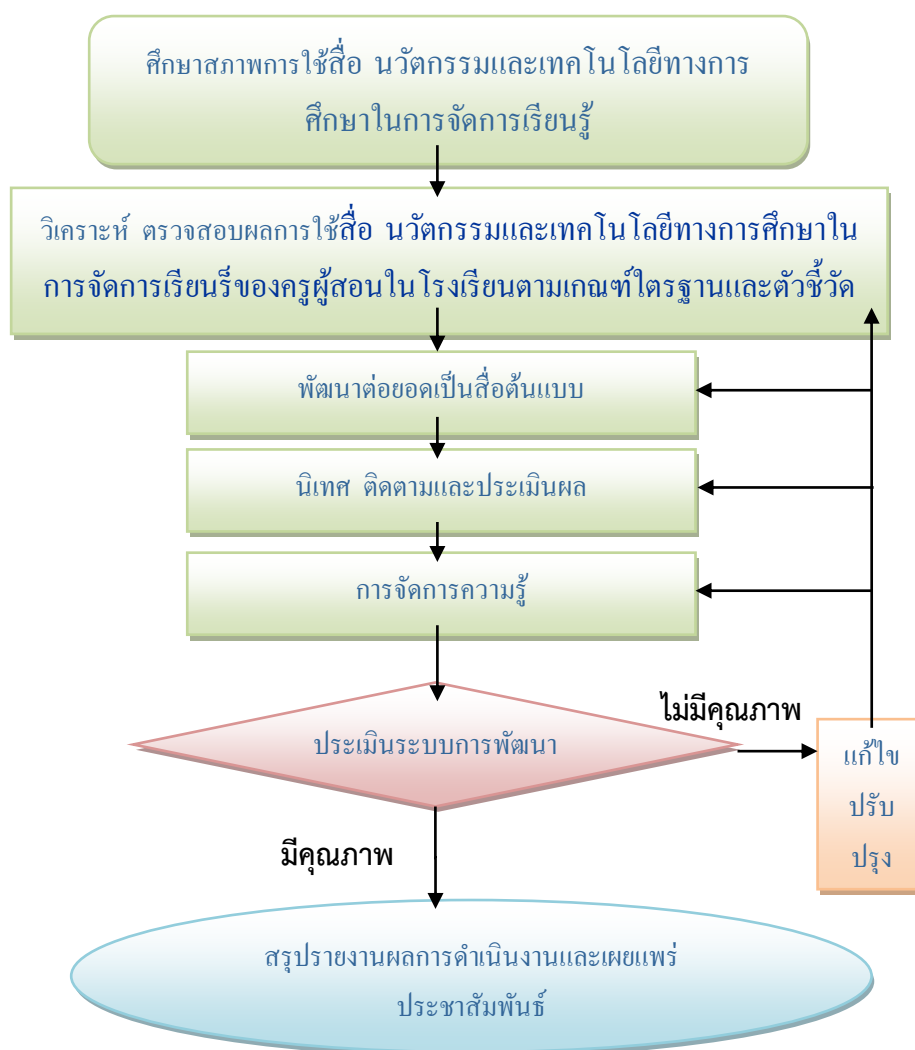 ศึกษาสภาพการใช้สื่อ นวัตกรรมและเทคโนโลยีทางการ
ศึกษาในการจัดการเรียนรู้
วิเคราะห์ ตรวจสอบผลการใช้สื่อ นวัตกรรมและเทคโนโลยีทางการศึกษาใน
การจัดการเรียนรื้ของครูผู้สอนในโรงเรียนตามเกณฑ์ใตรฐานและตัวชี้วัด
พัฒนาต่อยอดเป็นสื่อต้นแบบ
นิเทศ ติดตามและประเมินผล
การจัดการความรู้
ประเมินระบบการพัฒนา
ไม่มีคุณภาพ
แก้ไข
ปรับ
ปรุง
มีคุณภาพ
สรุปรายงานผลการดำเนินงานและเผยแพร่
ประชาสัมพันธ์